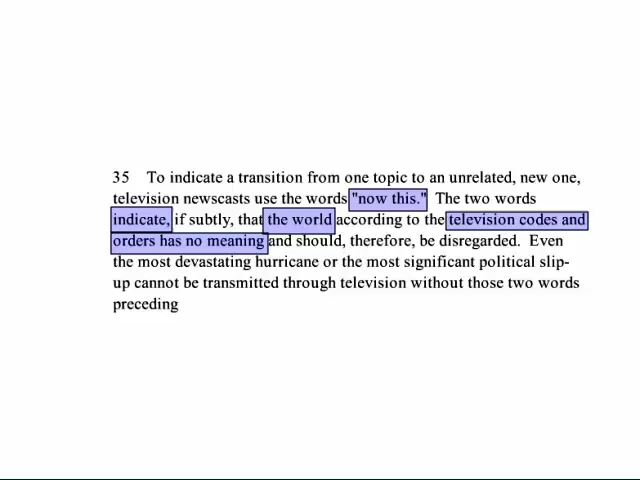 35 To indicate a transition from one topic to an unrelated, new one,
television newscasts use the words "now this." The two words
indicate, if subtly, that the world according to the television codes and
orders has no meaning and should, therefore, be disregarded. Even
the most devastating hurricane or the most significant political slip-
up cannot be transmitted through television without those two words
preceding